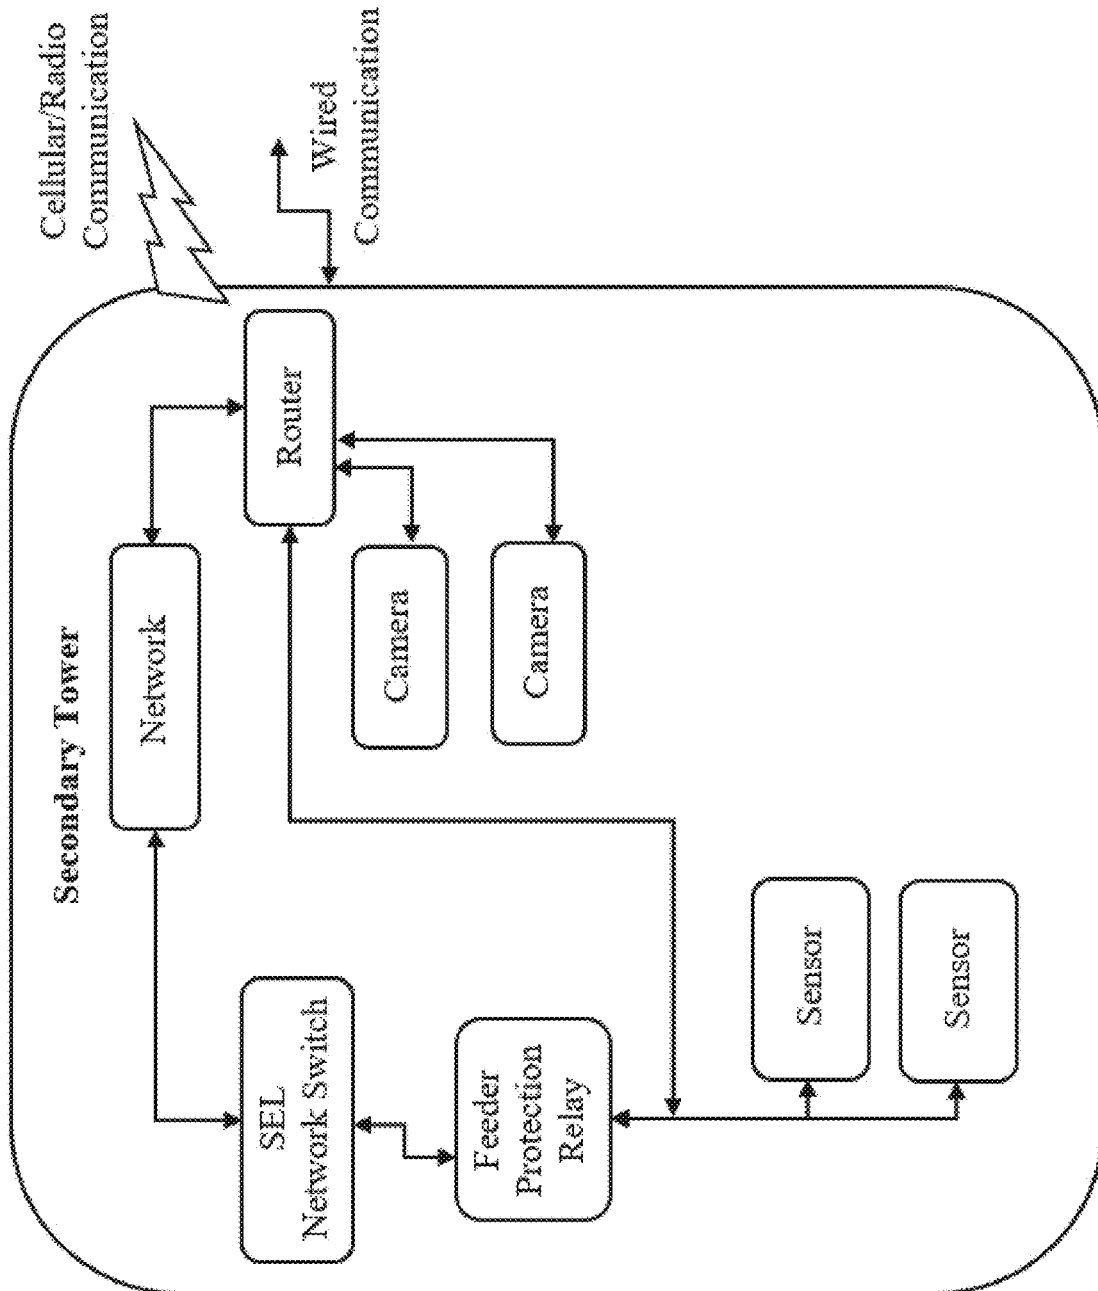 Secondary Tower
Cellular/Radio
Communication
Network
SEL
Network Switch
Router
Wired
Communication
Feeder
Protection
Relay
Camera
Camera
Sensor
Sensor